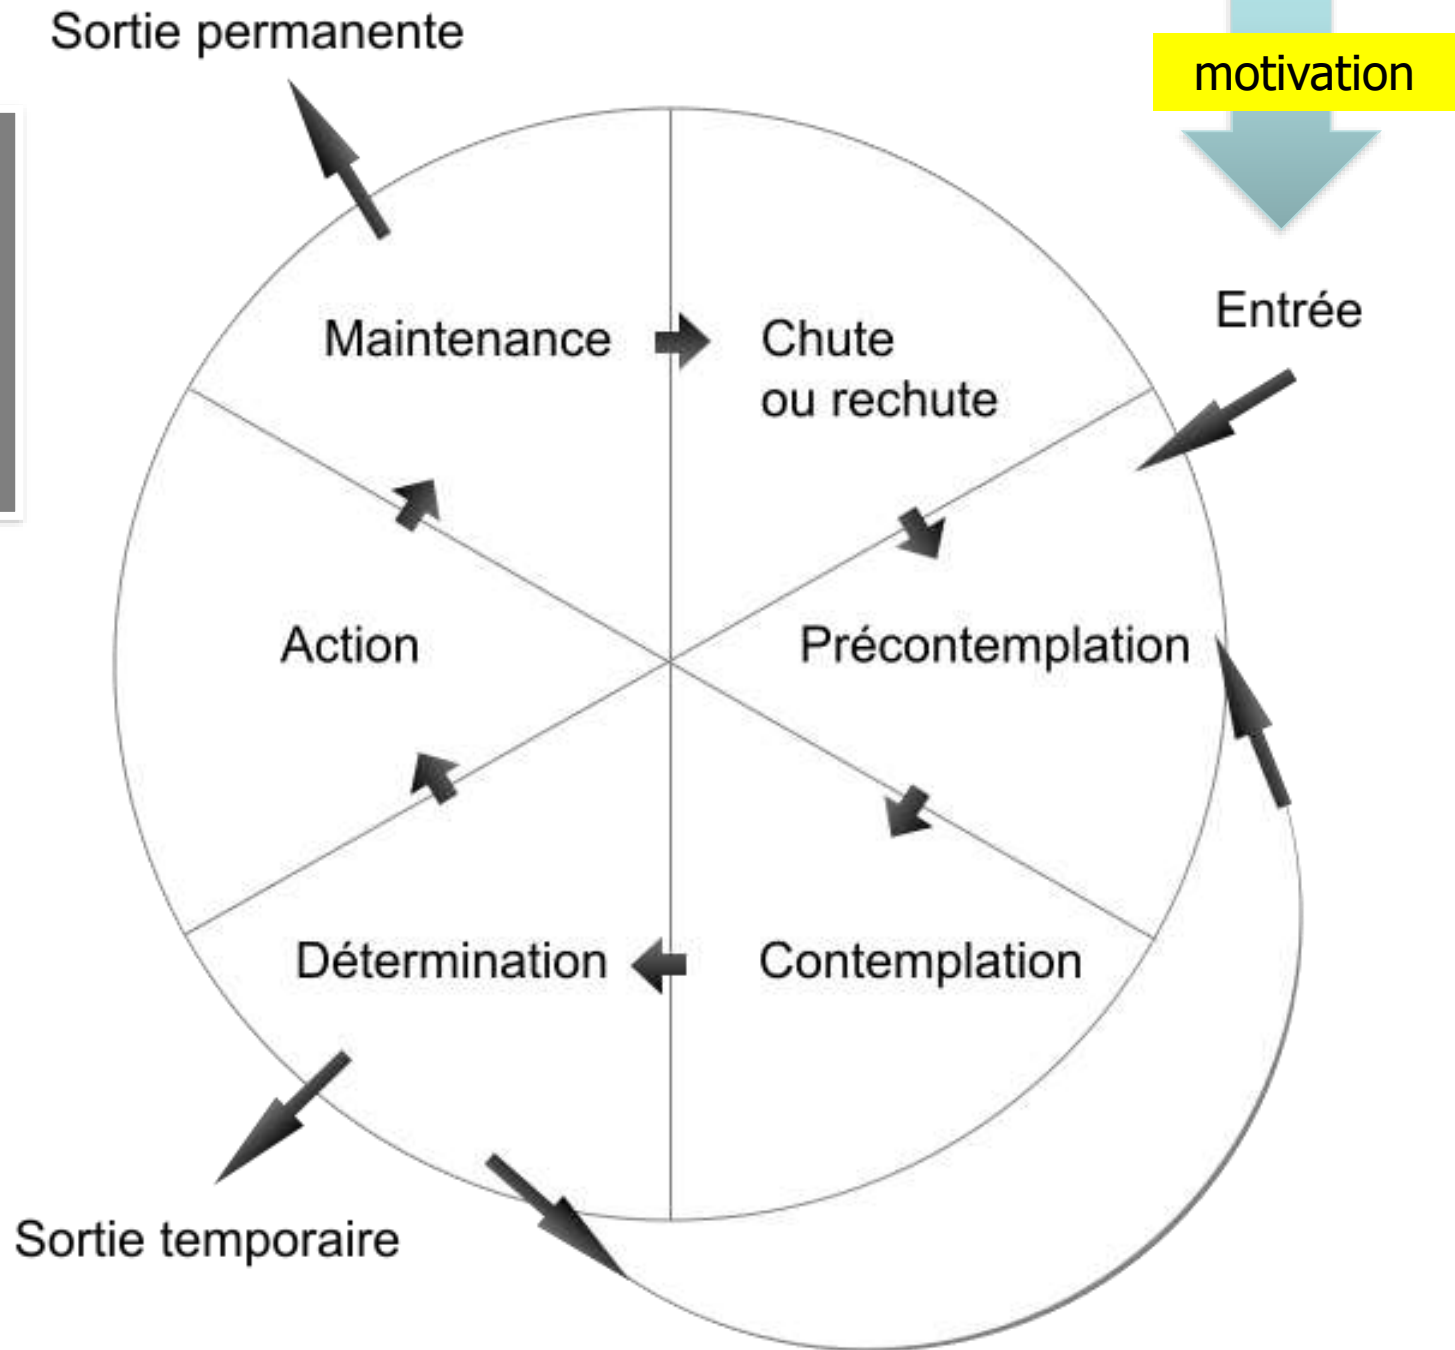 Sortie permanente
motivation
Entrée
Maintenance
Chute
ou rechute
Action
Précontemplation
Détermination
Contemplation
Sortie temporaire